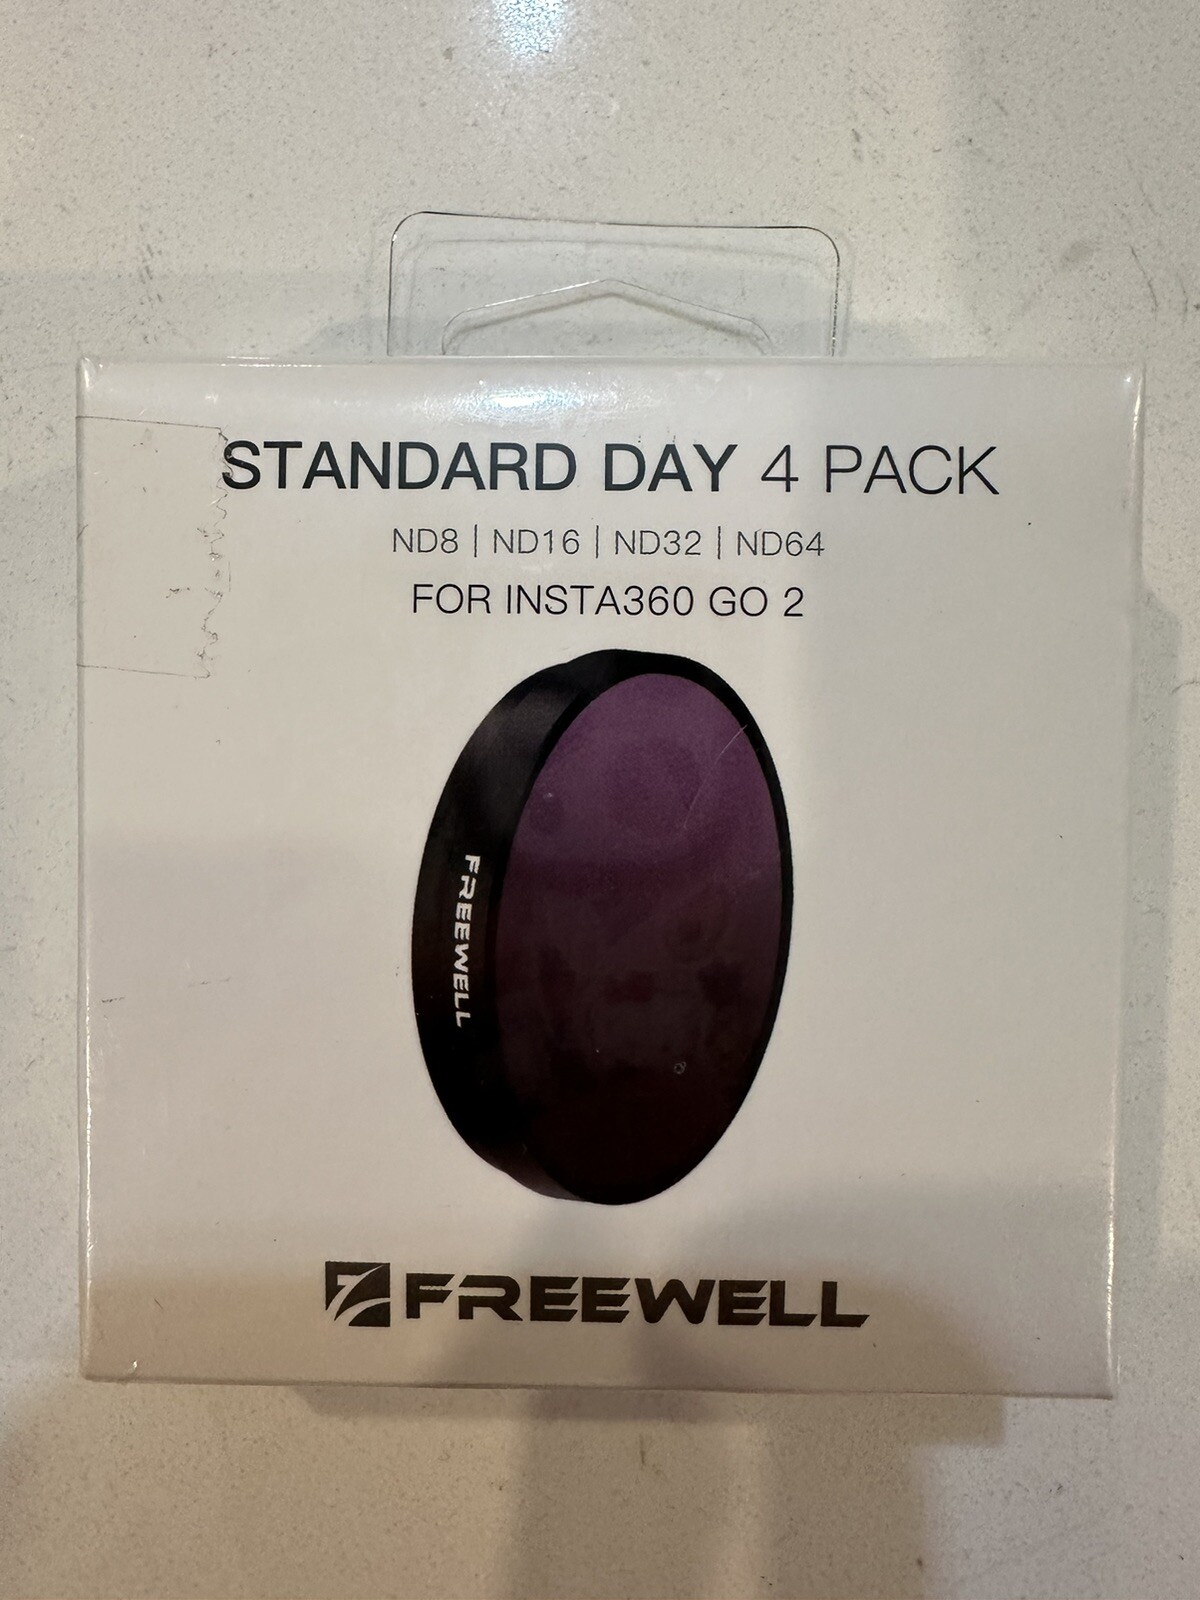 STANDARD DAY 4 PACK
ND8 | ND16 | ND32 | ND64
FOR INSTA360 GO 2
FREEWELL
FREEWELL